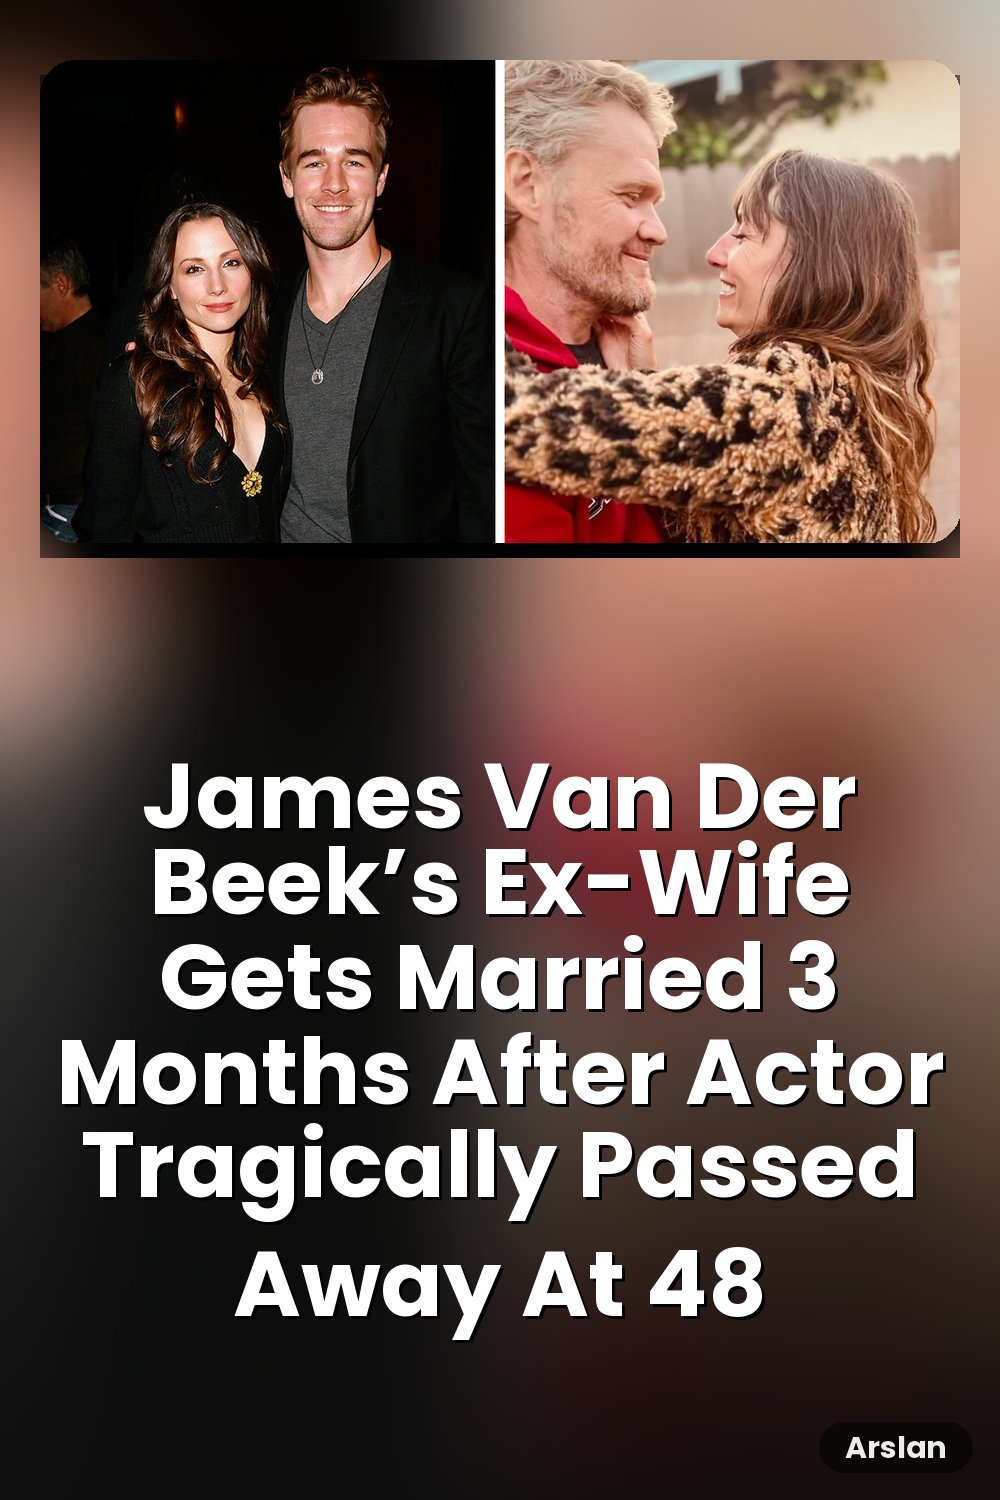 James Van Der
Beek’s Ex-Wife
Gets Married 3
Months After Actor
Tragically Passed
Away At 48
Arslan